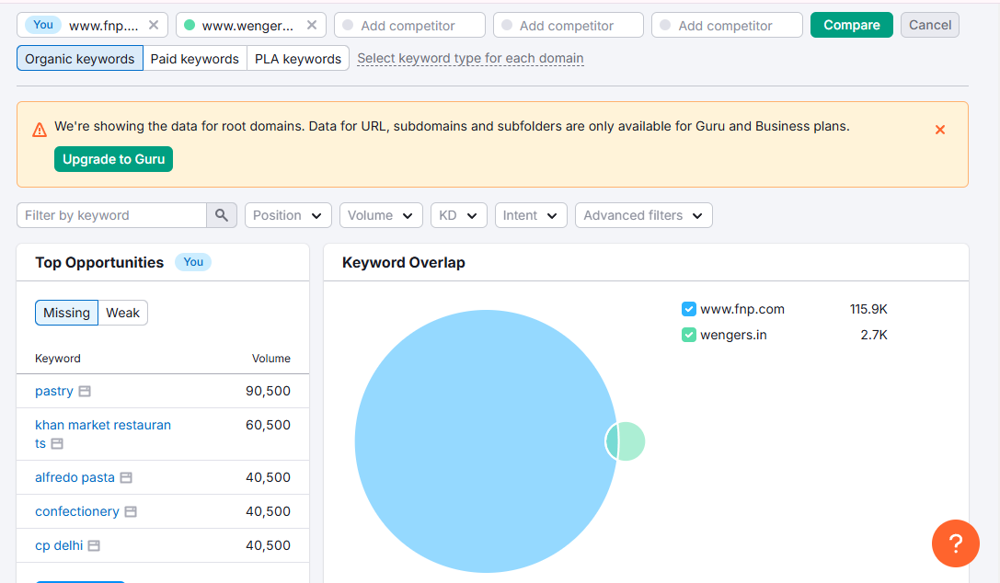 You www.fnp.... www.wenger... Add competitor Add competitor Add competitor Compare Cancel
Organic keywords Paid keywords PLA keywords Select keyword type for each domain
We're showing the data for root domains. Data for URL, subdomains and subfolders are only available for Guru and Business plans.
Upgrade to Guru
Filter by keyword Position Volume KD Intent Advanced filters
Top Opportunities You
Missing Weak
Keyword Volume
pastry 90,500
khan market restauran 60,500
ts
alfredo pasta 40,500
confectionery 40,500
cp delhi 40,500
Keyword Overlap
www.fnp.com 115.9K
wengers.in 2.7K
?